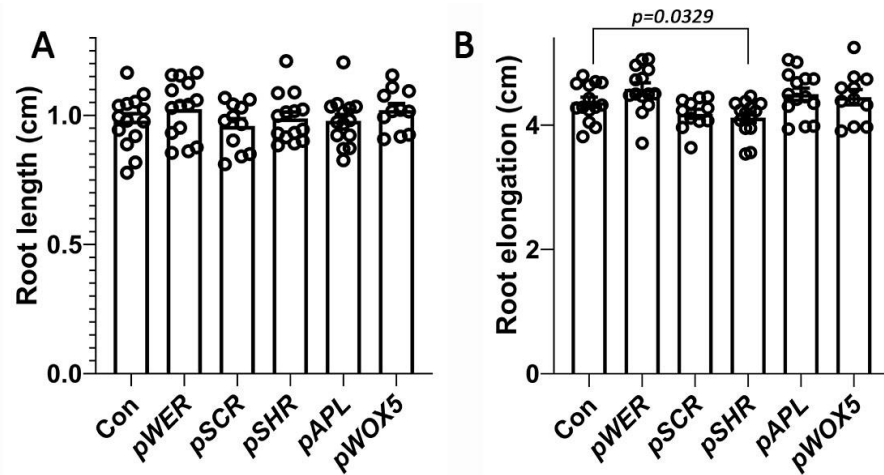 A
Root length (cm)
1.0
0.5
0.0
Con
pWER
pSCR
pSHR
pAPL
pWOX5
B
p=0.0329
Root elongation (cm)
4
2
0
Con
pWER
pSCR
pSHR
pAPL
pWOX5